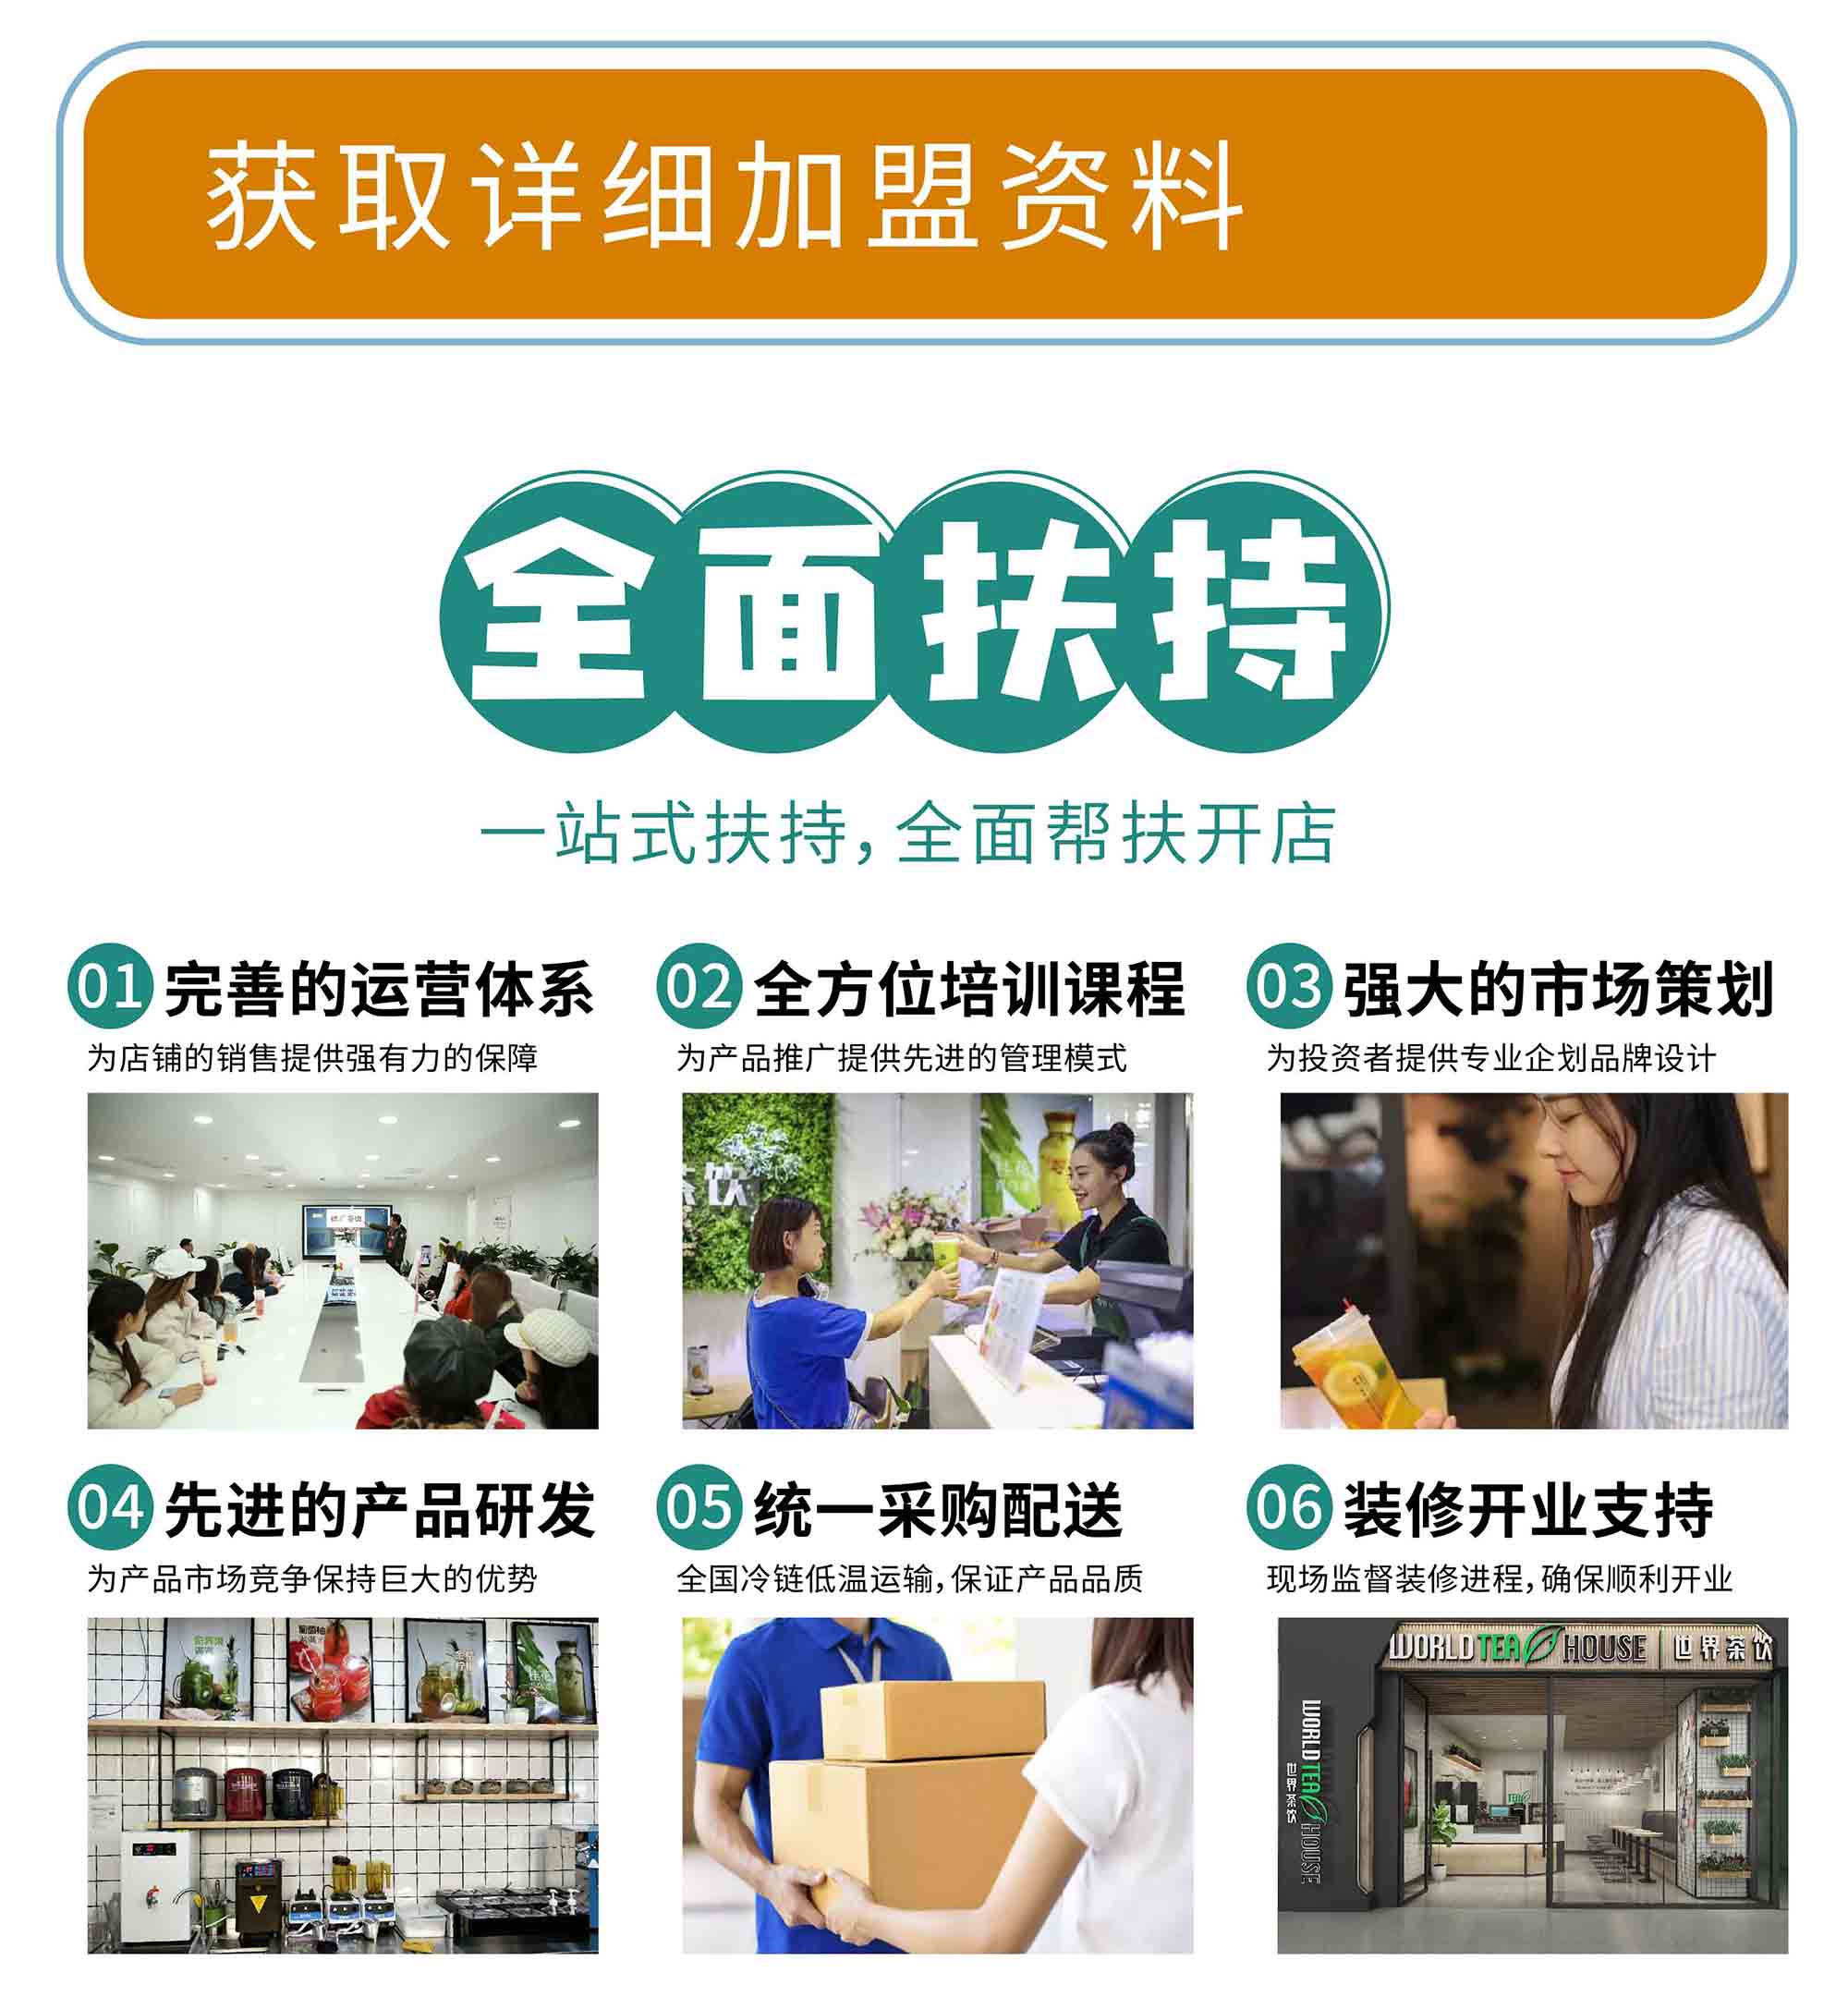 获取详细加盟资料
全面扶持
一站式扶持,全面帮扶开店
01 完善的运营体系
为店铺的销售提供强有力的保障
02 全方位培训课程
为产品推广提供先进的管理模式
03 强大的市场策划
为投资者提供专业企划品牌设计
茶饮
04 先进的产品研发
为产品市场竞争保持巨大的优势
05 统一采购配送
全国冷链低温运输,保证产品品质
06 装修开业支持
现场监督装修进程,确保顺利开业
WORLD TEA HOUSE 世界茶饮
WORLD TEA HOUSE
世界茶饮
TEA